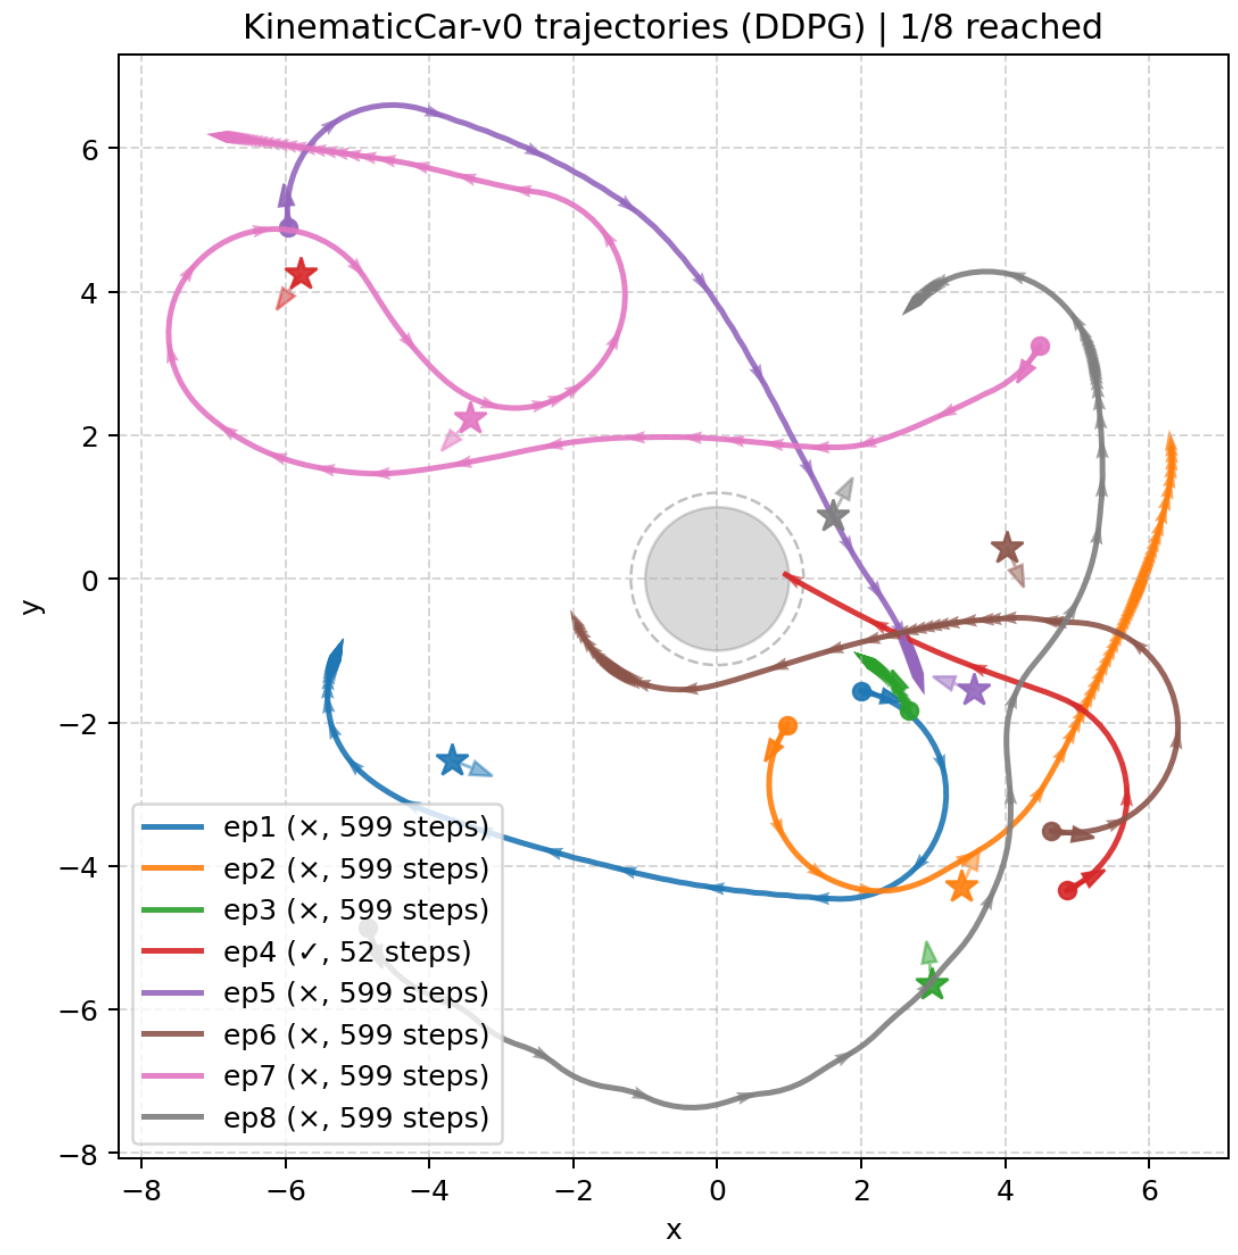 KinematicCar-v0 trajectories (DDPG) | 1/8 reached
y
6
4
2
0
−2
−4
−6
−8
ep1 (×, 599 steps)
ep2 (×, 599 steps)
ep3 (×, 599 steps)
ep4 (✓, 52 steps)
ep5 (×, 599 steps)
ep6 (×, 599 steps)
ep7 (×, 599 steps)
ep8 (×, 599 steps)
−8 −6 −4 −2 0 2 4 6
x